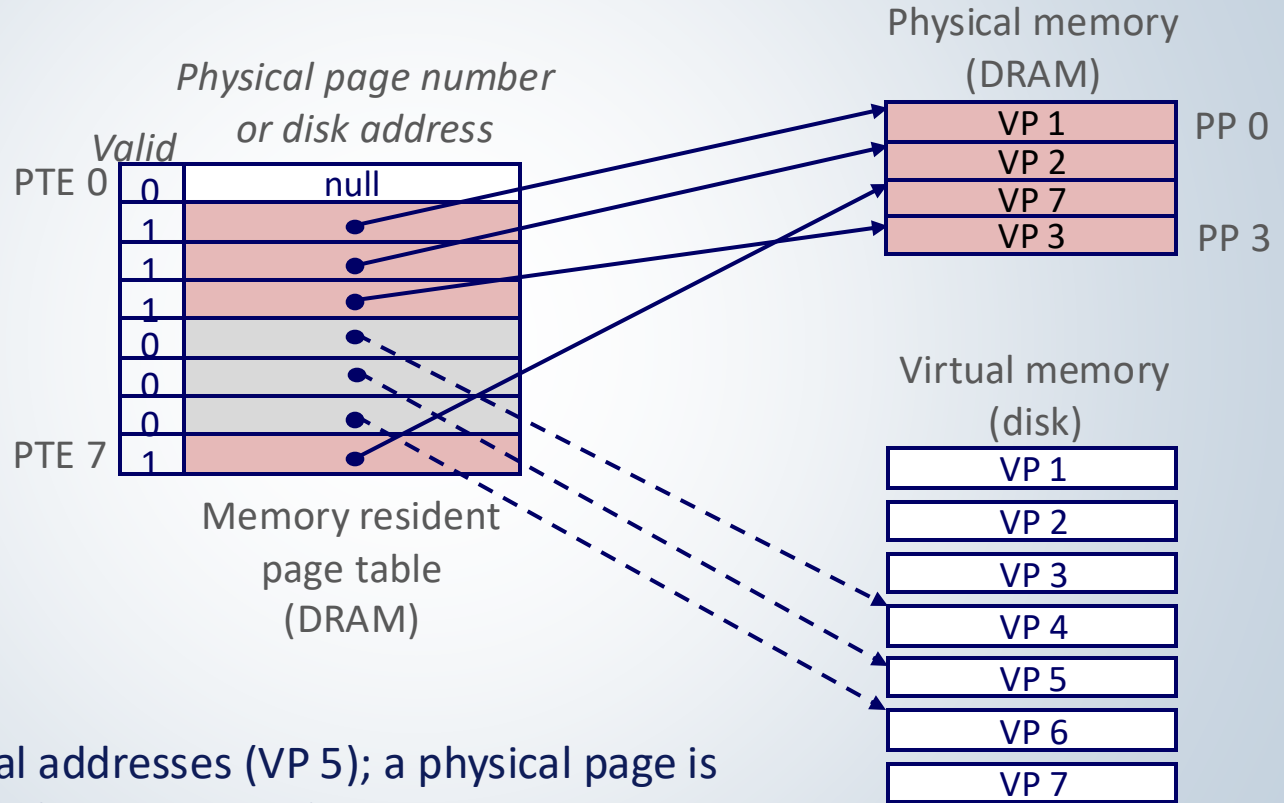 Physical page number
or disk address
Valid
PTE 0
0
null
1
1
1
0
0
0
PTE 7
1
Memory resident
page table
(DRAM)
Physical memory
(DRAM)
VP 1
PP 0
VP 2
VP 7
VP 3
PP 3
Virtual memory
(disk)
VP 1
VP 2
VP 3
VP 4
VP 5
VP 6
VP 7
al addresses (VP 5); a physical page is